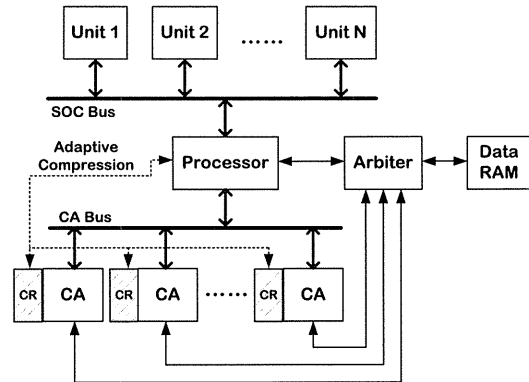 Unit 1
Unit 2
......
Unit N
SOC Bus
Adaptive
Compression
Processor
Arbiter
Data
RAM
CA Bus
CR
CA
CR
CA
......
CR
CA